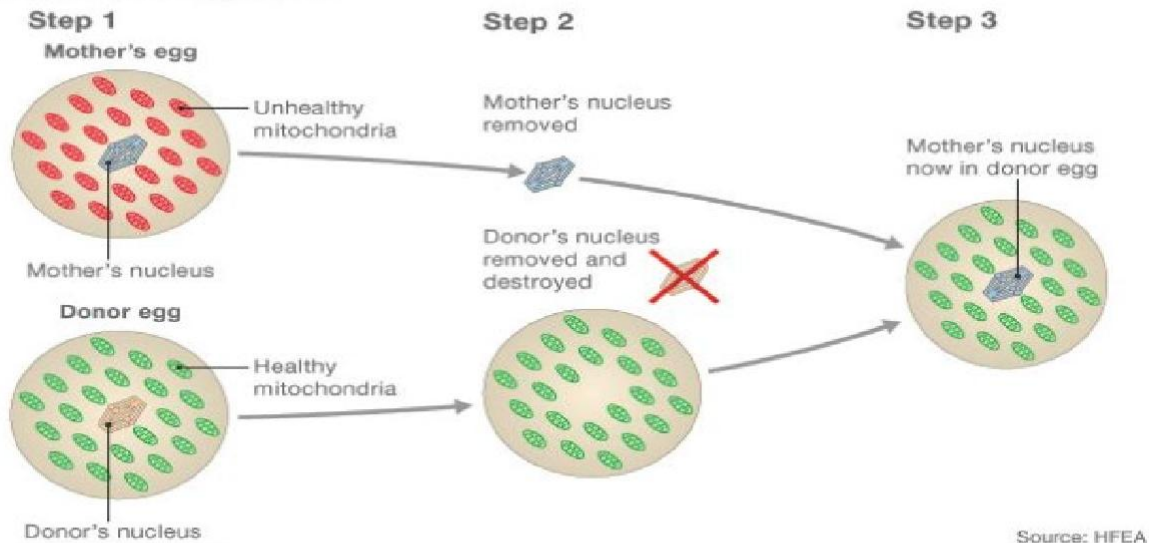 Step 1
Mother's egg
Unhealthy
mitochondria
Mother's nucleus
Donor egg
Healthy
mitochondria
Donor's nucleus
Step 2
Mother's nucleus
removed
Donor's nucleus
removed and
destroyed
Step 3
Mother's nucleus
now in donor egg
Source: HFEA